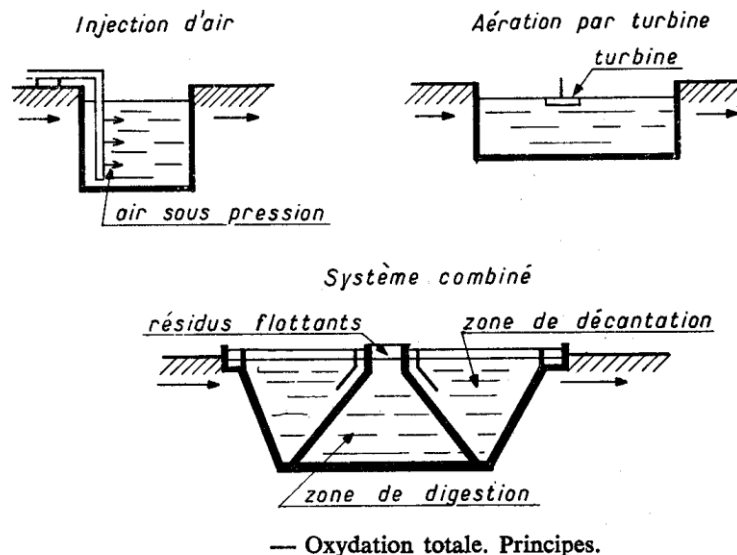 Injection d'air
Aération par turbine
turbine
air sous pression
Système combiné
résidus flottants
zone de décantation
zone de digestion
— Oxydation totale. Principes.